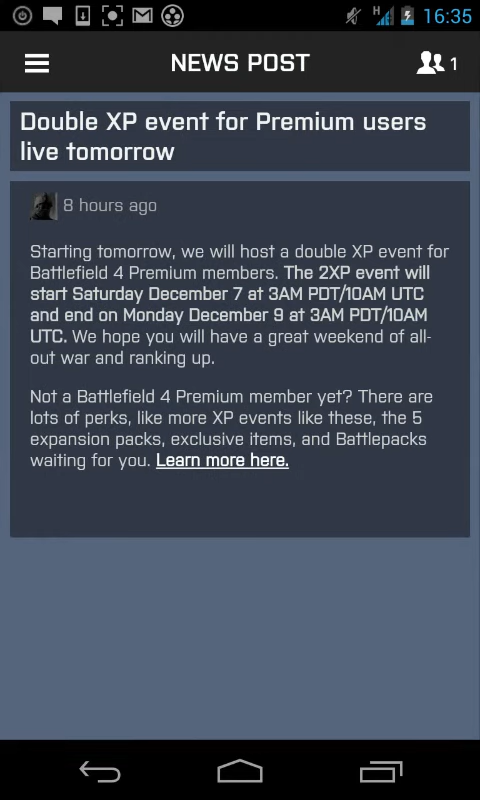 H 16:35
NEWS POST 1
Double XP event for Premium users
live tomorrow
8 hours ago
Starting tomorrow, we will host a double XP event for
Battlefield 4 Premium members. The 2XP event will
start Saturday December 7 at 3AM PDT/10AM UTC
and end on Monday December 9 at 3AM PDT/10AM
UTC. We hope you will have a great weekend of all-
out war and ranking up.
Not a Battlefield 4 Premium member yet? There are
lots of perks, like more XP events like these, the 5
expansion packs, exclusive items, and Battlepacks
waiting for you. Learn more here.